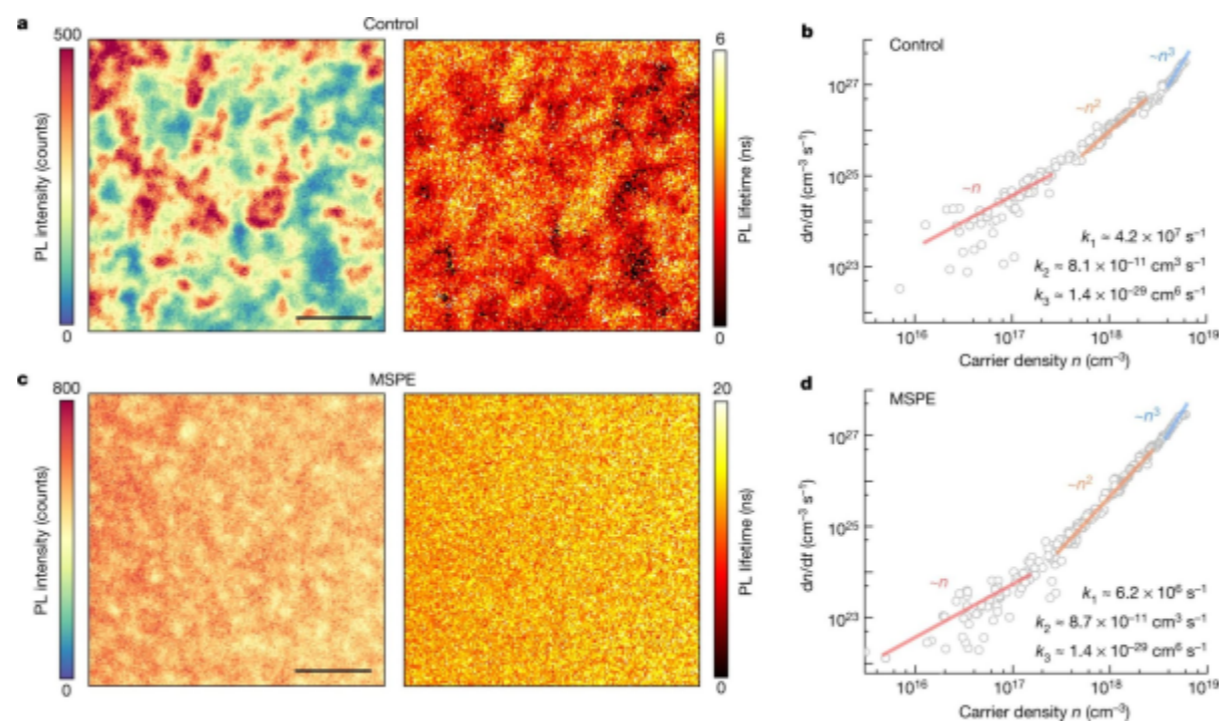 a
Control
500
PL intensity (counts)
0
6
PL lifetime (ns)
0
b
Control
~n³
~n²
~n
10²⁷
10²⁵
10²³
dn/dt (cm⁻³ s⁻¹)
k₁ ≈ 4.2 × 10⁷ s⁻¹
k₂ ≈ 8.1 × 10⁻¹¹ cm³ s⁻¹
k₃ ≈ 1.4 × 10⁻²⁹ cm⁶ s⁻¹
10¹⁶ 10¹⁷ 10¹⁸ 10¹⁹
Carrier density n (cm⁻³)
c
MSPE
800
PL intensity (counts)
0
20
PL lifetime (ns)
0
d
MSPE
~n³
~n²
~n
10²⁷
10²⁵
10²³
dn/dt (cm⁻³ s⁻¹)
k₁ ≈ 6.2 × 10⁶ s⁻¹
k₂ ≈ 8.7 × 10⁻¹¹ cm³ s⁻¹
k₃ ≈ 1.4 × 10⁻²⁹ cm⁶ s⁻¹
10¹⁶ 10¹⁷ 10¹⁸ 10¹⁹
Carrier density n (cm⁻³)